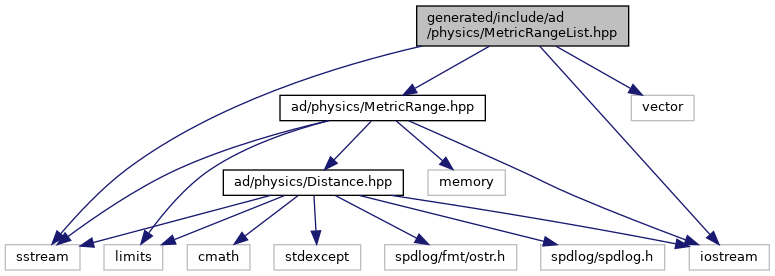 generated/include/ad
/physics/MetricRangeList.hpp
ad/physics/MetricRange.hpp
vector
ad/physics/Distance.hpp
memory
sstream
limits
cmath
stdexcept
spdlog/fmt/ostr.h
spdlog/spdlog.h
iostream